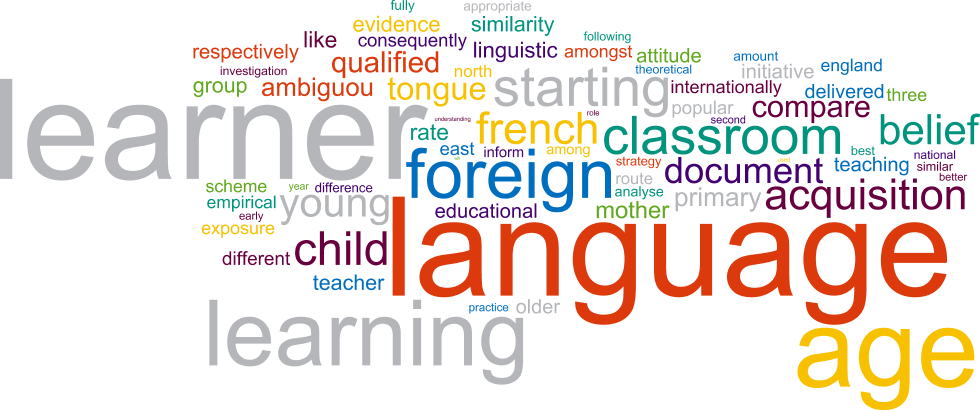 fully appropriate
evidence similarity
like consequently following
respectively linguistic amongst attitude amount
investigation qualified north theoretical initiative england
group ambiguou tongue starting internationally delivered three
learner popular compare
understanding role second
rate french classroom belief
east inform among best national
foreign strategy document teaching similar
route better
scheme year difference young analyse primary acquisition
empirical
early educational mother
exposure language
different child
teacher
learning practice older
age